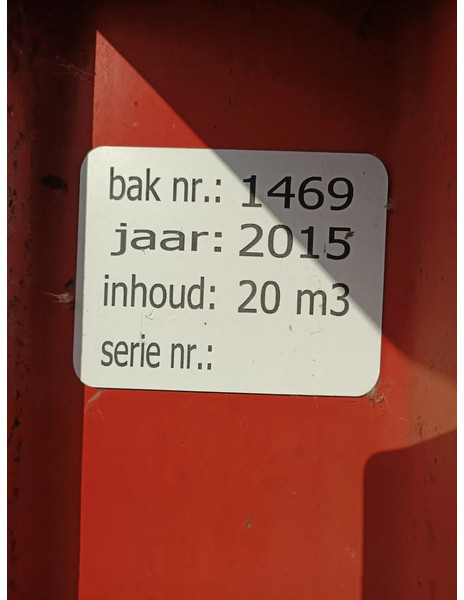 bak nr.: 1469
jaar: 2015
inhoud: 20 m3
serie nr.: